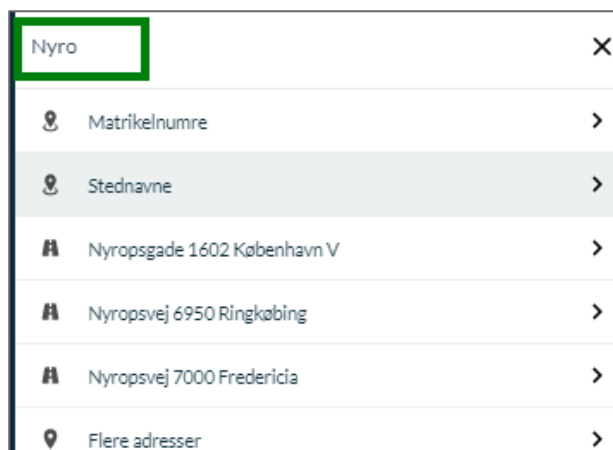 Nyro
Matrikelnumre
Stednavne
Nyropsgade 1602 København V
Nyropsvej 6950 Ringkøbing
Nyropsvej 7000 Fredericia
Flere adresser